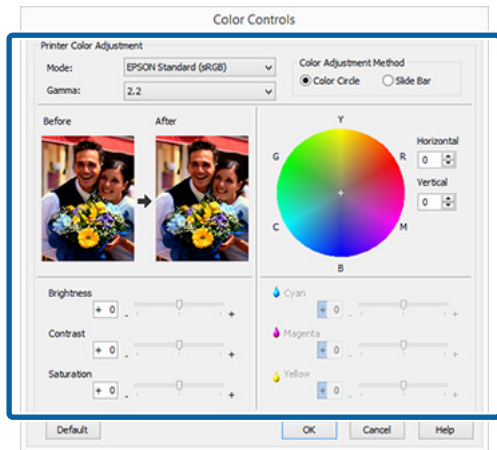 Color Controls
Printer Color Adjustment
Mode: EPSON Standard (sRGB)
Gamma: 2.2
Color Adjustment Method
Color Circle Slide Bar
Before After
Y
G R
C M
B
Horizontal
0
Vertical
0
Brightness
+ 0 - +
Contrast
+ 0 - +
Saturation
+ 0 - +
Cyan
+ 0 - +
Magenta
+ 0 - +
Yellow
+ 0 - +
Default OK Cancel Help